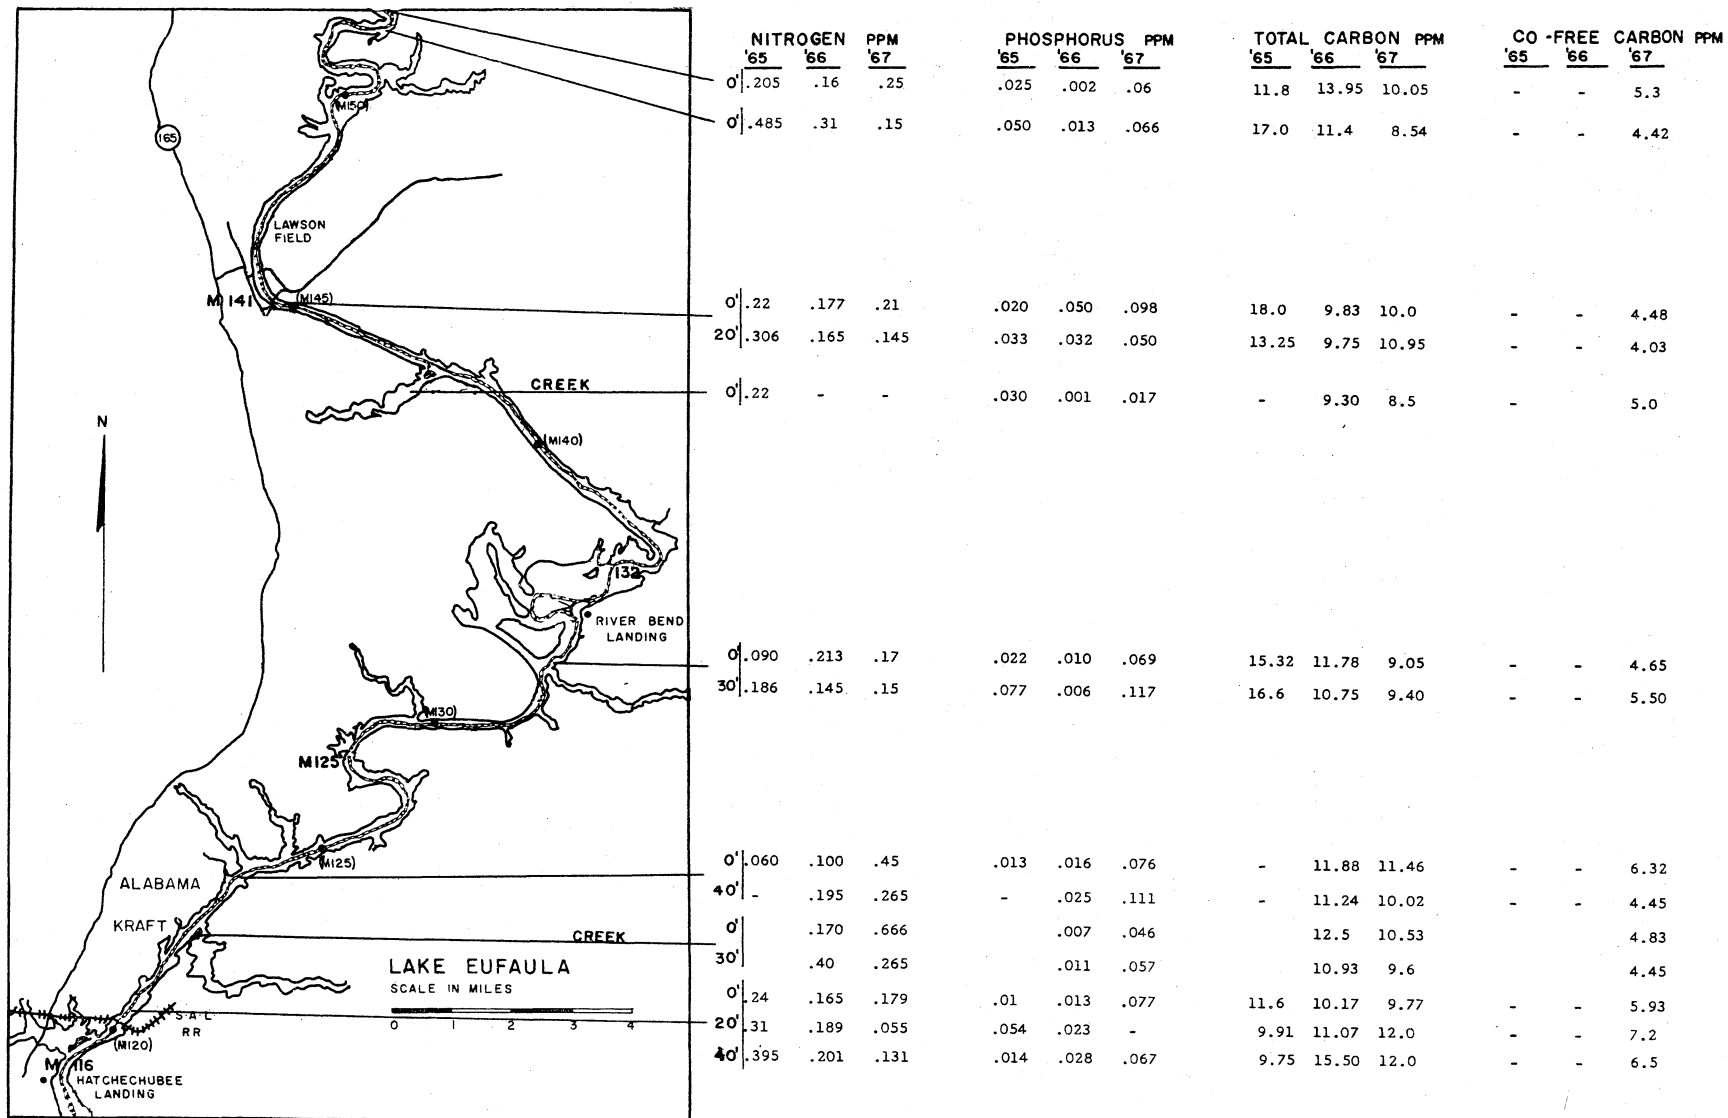 NITROGEN PPM PHOSPHORUS PPM TOTAL CARBON PPM CO -FREE CARBON PPM
'65 '66 '67 '65 '66 '67 '65 '66 '67 '65 '66 '67
0' .205 .16 .25 .025 .002 .06 11.8 13.95 10.05 - - 5.3
(M150)
0' .485 .31 .15 .050 .013 .066 17.0 11.4 8.54 - - 4.42
165
LAWSON
FIELD
M 141 (M145)
0' .22 .177 .21 .020 .050 .098 18.0 9.83 10.0 - - 4.48
20' .306 .165 .145 .033 .032 .050 13.25 9.75 10.95 - - 4.03
CREEK
0' .22 - - .030 .001 .017 - 9.30 8.5 - 5.0
N
(M140)
132
RIVER BEND
LANDING
0' .090 .213 .17 .022 .010 .069 15.32 11.78 9.05 - - 4.65
30' .186 .145 .15 .077 .006 .117 16.6 10.75 9.40 - - 5.50
(M130)
M125
(M125)
0' .060 .100 .45 .013 .016 .076 - 11.88 11.46 - - 6.32
ALABAMA
40' - .195 .265 - .025 .111 - 11.24 10.02 - - 4.45
KRAFT
0' .170 .666 .007 .046 12.5 10.53 4.83
CREEK
30' .40 .265 .011 .057 10.93 9.6 4.45
LAKE EUFAULA
SCALE IN MILES
0' .24 .165 .179 .01 .013 .077 11.6 10.17 9.77 - - 5.93
0 1 2 3 4
S.A.L.
RR
20' .31 .189 .055 .054 .023 - 9.91 11.07 12.0 - - 7.2
(M120)
40' .395 .201 .131 .014 .028 .067 9.75 15.50 12.0 - - 6.5
M 116
HATCHECHUBEE
LANDING